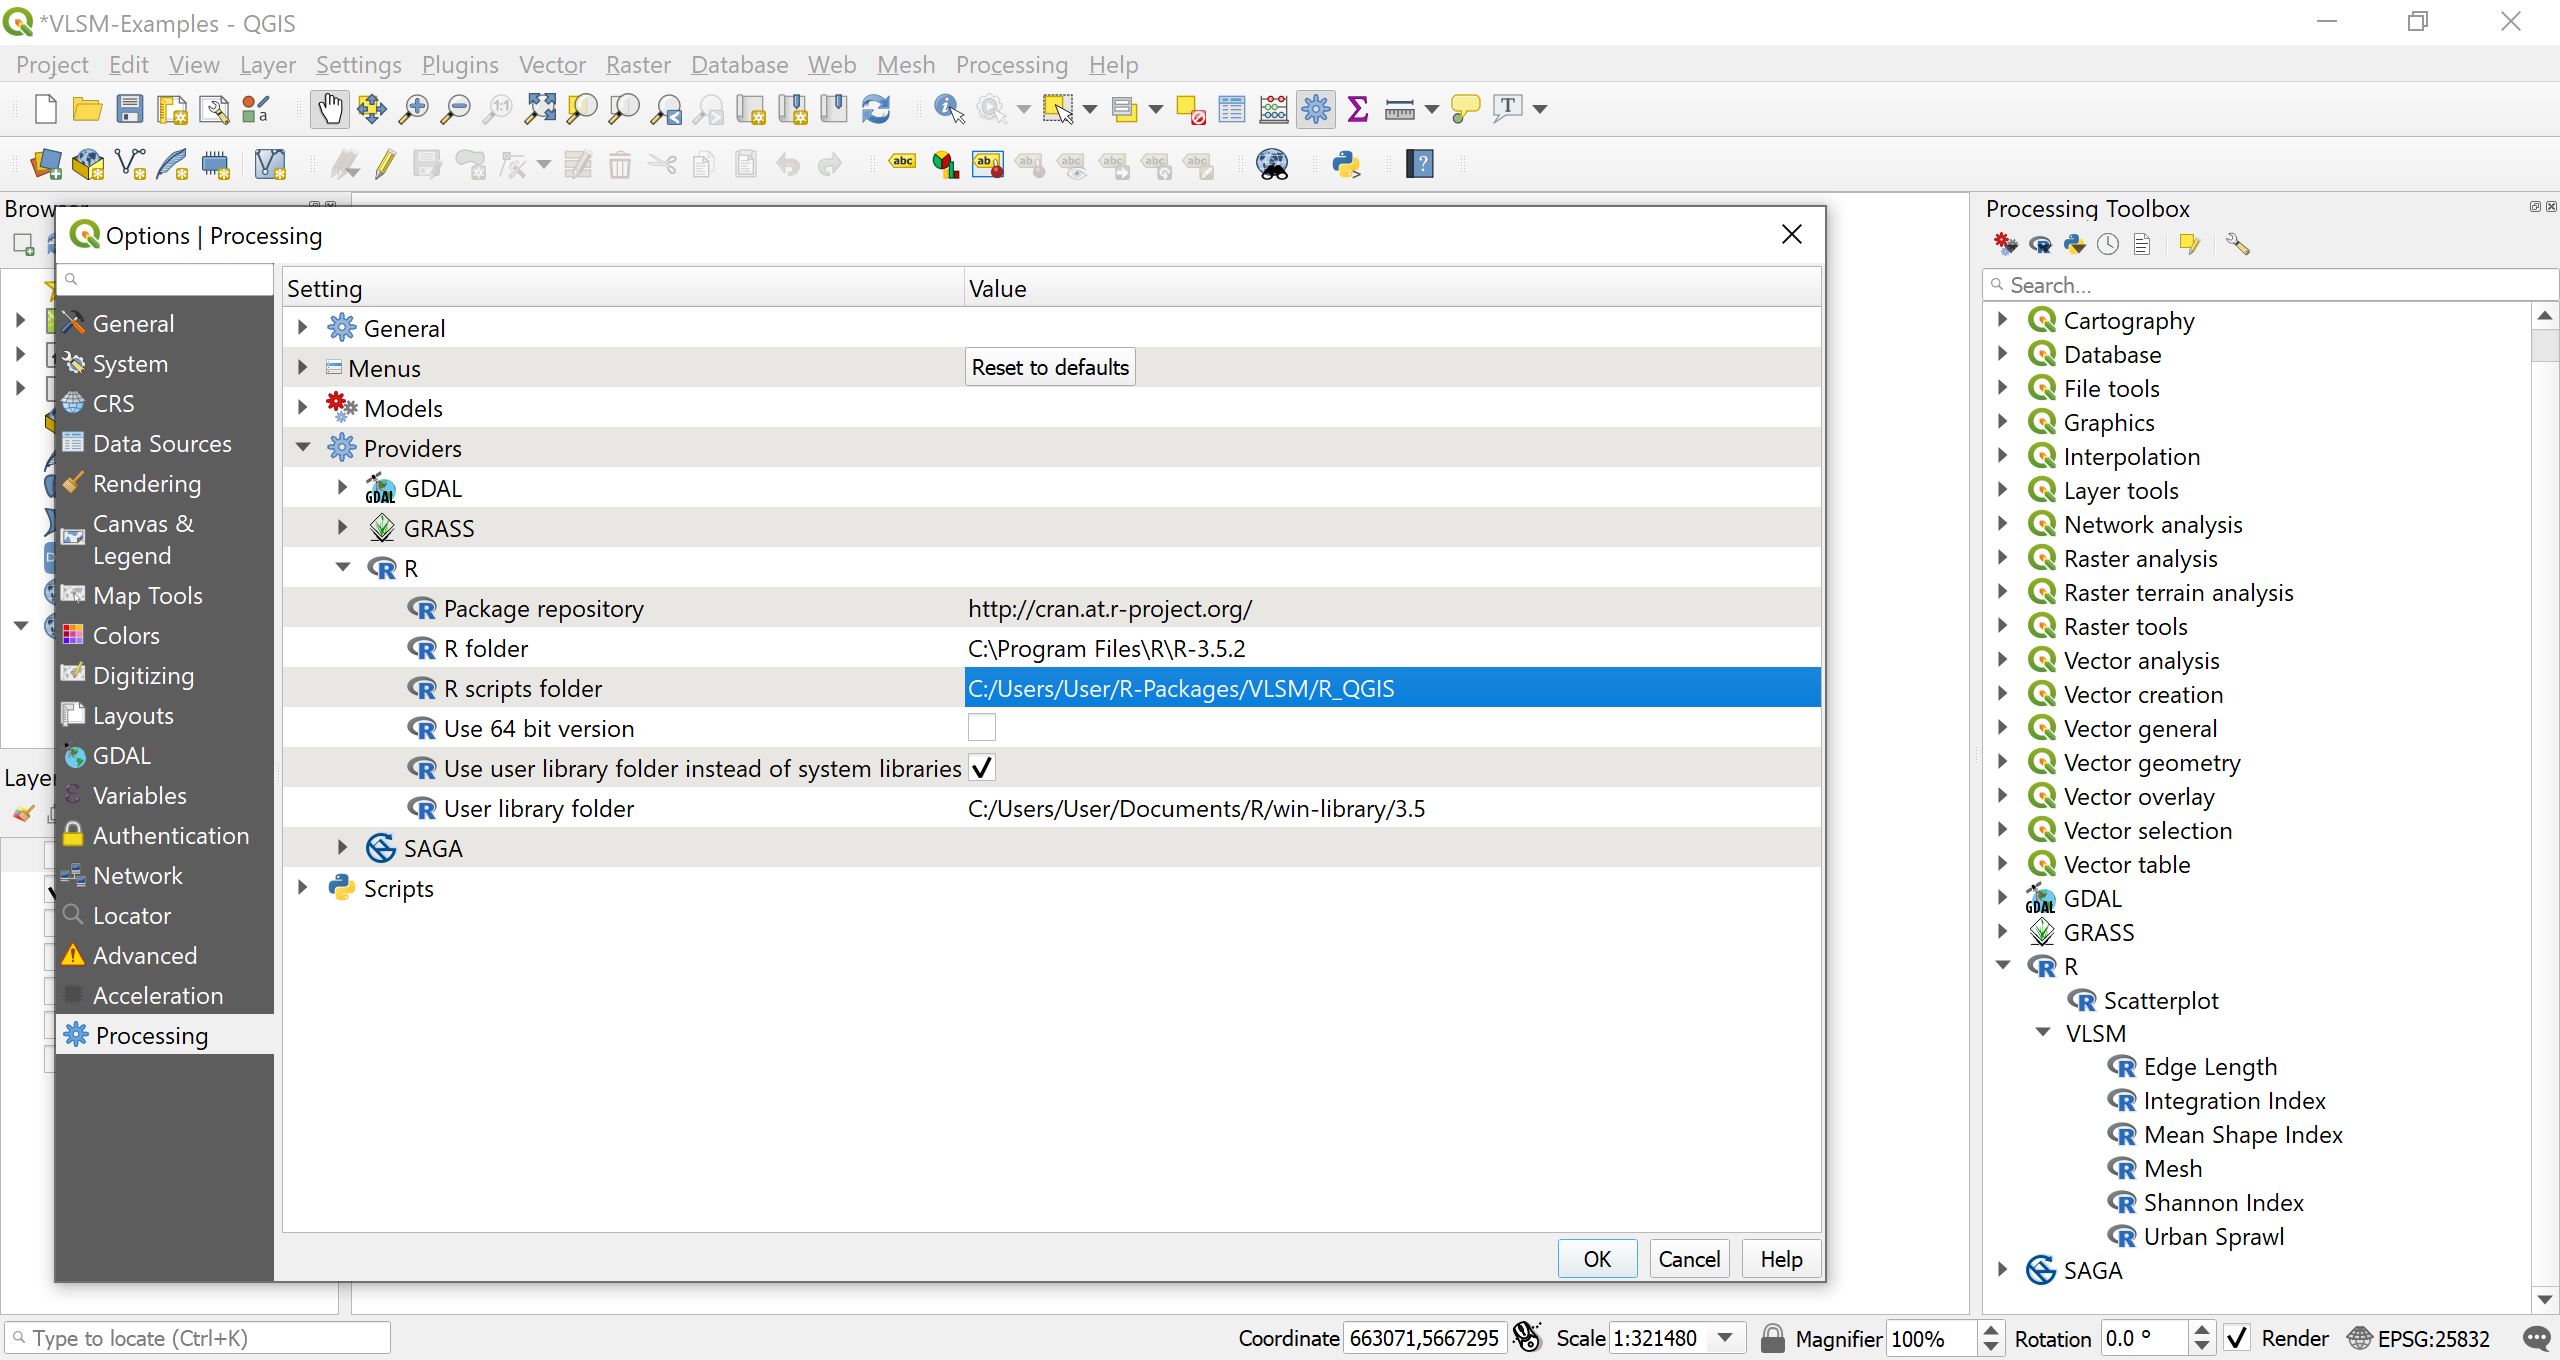 *VLSM-Examples - QGIS
Project Edit View Layer Settings Plugins Vector Raster Database Web Mesh Processing Help
Options | Processing
General
System
CRS
Data Sources
Rendering
Canvas &
Legend
Map Tools
Colors
Digitizing
Layouts
GDAL
Variables
Authentication
Network
Locator
Advanced
Acceleration
Processing
Setting Value
General
Menus Reset to defaults
Models
Providers
GDAL
GRASS
R
Package repository http://cran.at.r-project.org/
R folder C:\Program Files\R\R-3.5.2
R scripts folder C:/Users/User/R-Packages/VLSM/R_QGIS
Use 64 bit version
Use user library folder instead of system libraries
User library folder C:/Users/User/Documents/R/win-library/3.5
SAGA
Scripts
OK Cancel Help
Processing Toolbox
Search...
Cartography
Database
File tools
Graphics
Interpolation
Layer tools
Network analysis
Raster analysis
Raster terrain analysis
Raster tools
Vector analysis
Vector creation
Vector general
Vector geometry
Vector overlay
Vector selection
Vector table
GDAL
GRASS
R
Scatterplot
VLSM
Edge Length
Integration Index
Mean Shape Index
Mesh
Shannon Index
Urban Sprawl
SAGA
Type to locate (Ctrl+K) Coordinate 663071,5667295 Scale 1:321480 Magnifier 100% Rotation 0.0 ° Render EPSG:25832